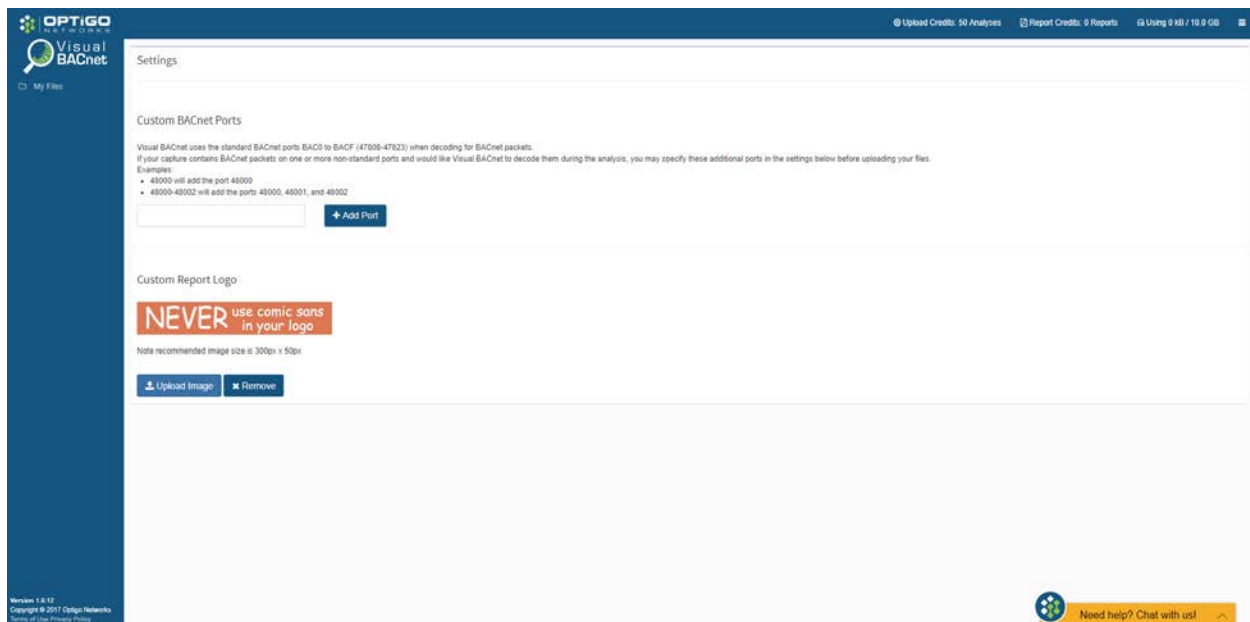 OPTiGO
NETWORKS
Upload Credits: 50 Analyses
Report Credits: 0 Reports
Using 0 kB / 10.0 GB
Visual
BACnet
My Files
Settings
Custom BACnet Ports
Visual BACnet uses the standard BACnet ports BAC0 to BACF (47808-47823) when decoding for BACnet packets.
If your capture contains BACnet packets on one or more non-standard ports and would like Visual BACnet to decode them during the analysis, you may specify these additional ports in the settings below before uploading your files
Examples:
48000 will add the port 48000
48000-48002 will add the ports 48000, 48001, and 48002
Add Port
Custom Report Logo
NEVER use comic sans
in your logo
Note recommended image size is 300px x 50px
Upload Image
Remove
Version 1.6.12
Copyright © 2017 Optigo Networks
Terms of Use Privacy Policy
Need help? Chat with us!